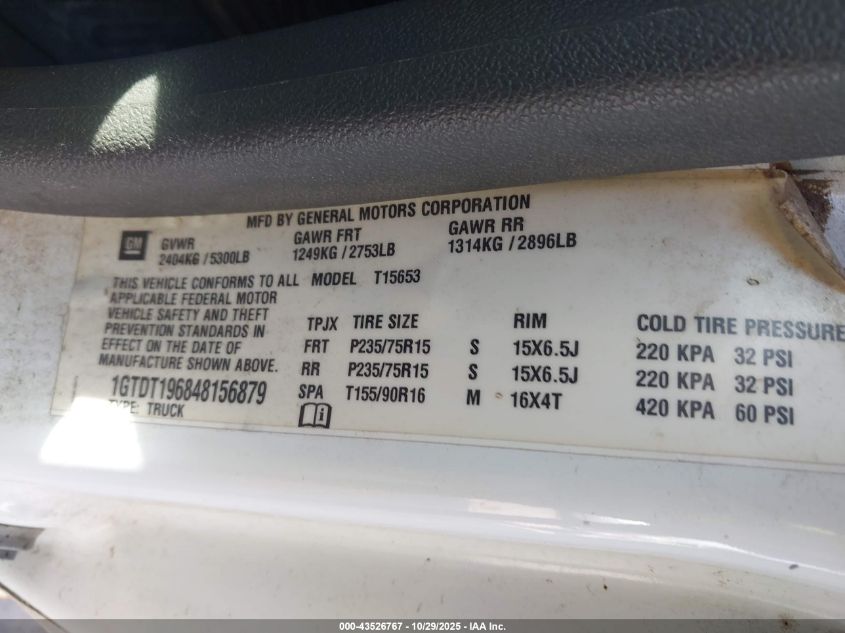 MFD BY GENERAL MOTORS CORPORATION
GM
GVWR GAWR FRT GAWR RR
2404KG / 5300LB 1249KG / 2753LB 1314KG / 2896LB
THIS VEHICLE CONFORMS TO ALL MODEL T15653
APPLICABLE FEDERAL MOTOR
VEHICLE SAFETY AND THEFT
PREVENTION STANDARDS IN
EFFECT ON THE DATE OF
MANUFACTURE SHOWN ABOVE.
1GTDT196848156879
TYPE: TRUCK
TPJX TIRE SIZE RIM COLD TIRE PRESSURE
FRT P235/75R15 S 15X6.5J 220 KPA 32 PSI
RR P235/75R15 S 15X6.5J 220 KPA 32 PSI
SPA T155/90R16 M 16X4T 420 KPA 60 PSI
000-43526767 / 10/29/2025 - IAA Inc.